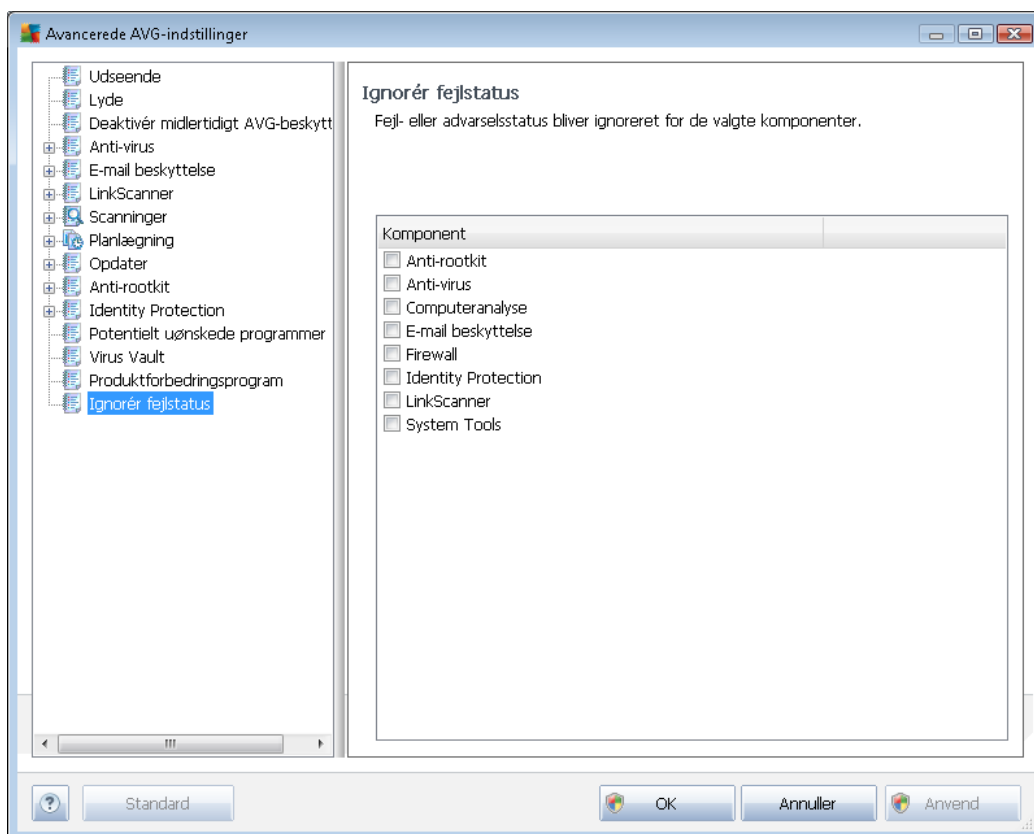 Avancerede AVG-indstillinger
Udseende
Lyde
Deaktivér midlertidigt AVG-beskytt
Anti-virus
E-mail beskyttelse
LinkScanner
Scanninger
Planlægning
Opdater
Anti-rootkit
Identity Protection
Potentielt uønskede programmer
Virus Vault
Produktforbedringsprogram
Ignorér fejlstatus
Ignorér fejlstatus
Fejl- eller advarselsstatus bliver ignoreret for de valgte komponenter.
Komponent
Anti-rootkit
Anti-virus
Computeranalyse
E-mail beskyttelse
Firewall
Identity Protection
LinkScanner
System Tools
Standard
OK
Annuller
Anvend